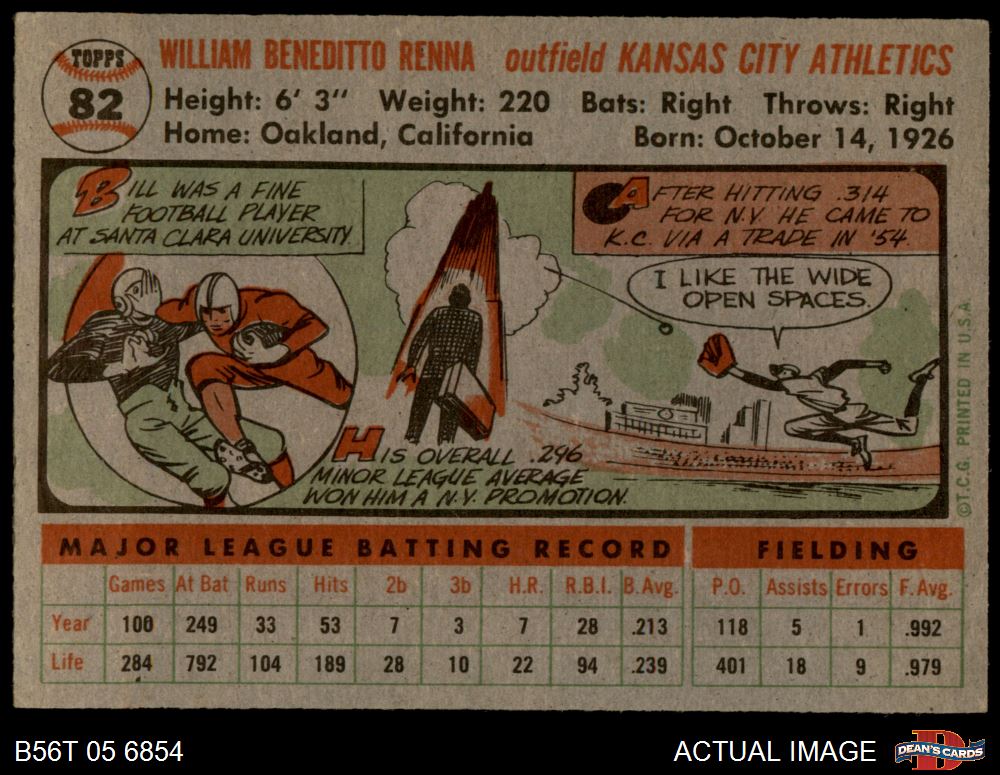 TOPPS
82
WILLIAM BENEDITTO RENNA outfield KANSAS CITY ATHLETICS
Height: 6' 3" Weight: 220 Bats: Right Throws: Right
Home: Oakland, California Born: October 14, 1926
BILL WAS A FINE
FOOTBALL PLAYER
AT SANTA CLARA UNIVERSITY.
AFTER HITTING .314
FOR N.Y. HE CAME TO
K.C. VIA A TRADE IN '54.
I LIKE THE WIDE
OPEN SPACES.
HIS OVERALL .296
MINOR LEAGUE AVERAGE
WON HIM A N.Y. PROMOTION.
©T.C.G. PRINTED IN U.S.A.
MAJOR LEAGUE BATTING RECORD FIELDING
Games At Bat Runs Hits 2b 3b H.R. R.B.I. B.Avg. P.O. Assists Errors F.Avg.
Year 100 249 33 53 7 3 7 28 .213 118 5 1 .992
Life 284 792 104 189 28 10 22 94 .239 401 18 9 .979
B56T 05 6854 ACTUAL IMAGE
DEAN'S CARDS